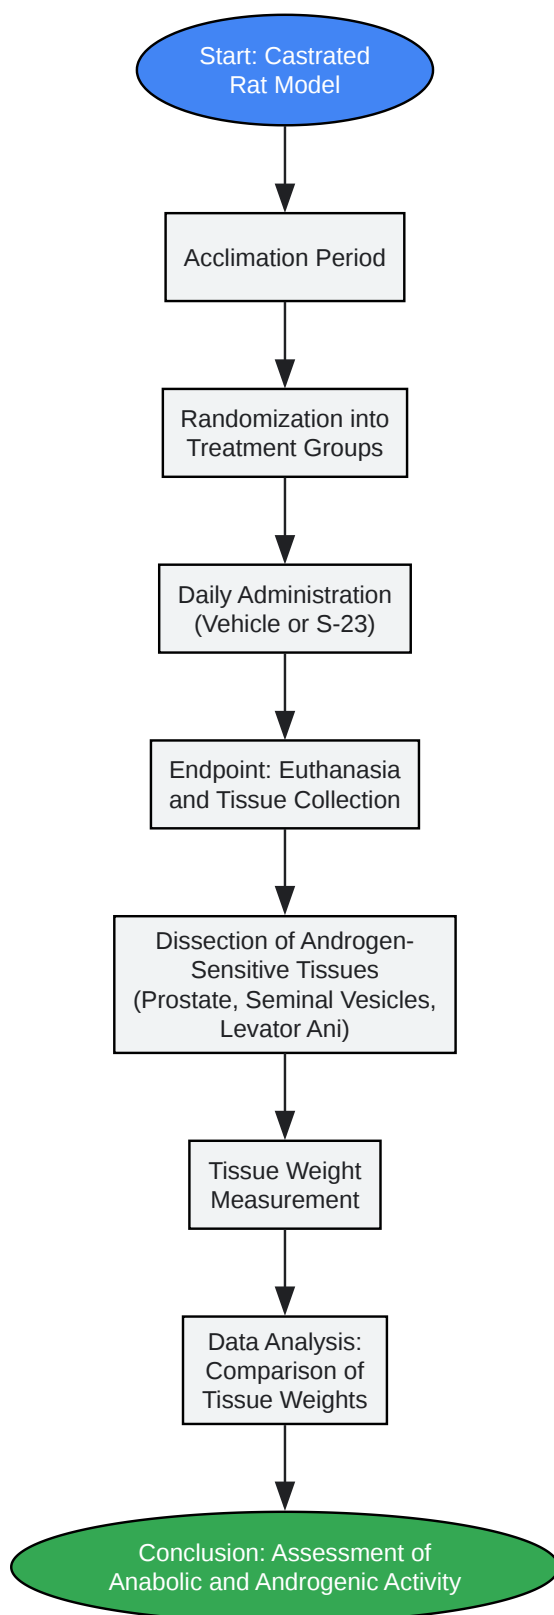 Start: Castrated
Rat Model
Acclimation Period
Randomization into
Treatment Groups
Daily Administration
(Vehicle or S-23)
Endpoint: Euthanasia
and Tissue Collection
Dissection of Androgen-
Sensitive Tissues
(Prostate, Seminal Vesicles,
Levator Ani)
Tissue Weight
Measurement
Data Analysis:
Comparison of
Tissue Weights
Conclusion: Assessment of
Anabolic and Androgenic Activity